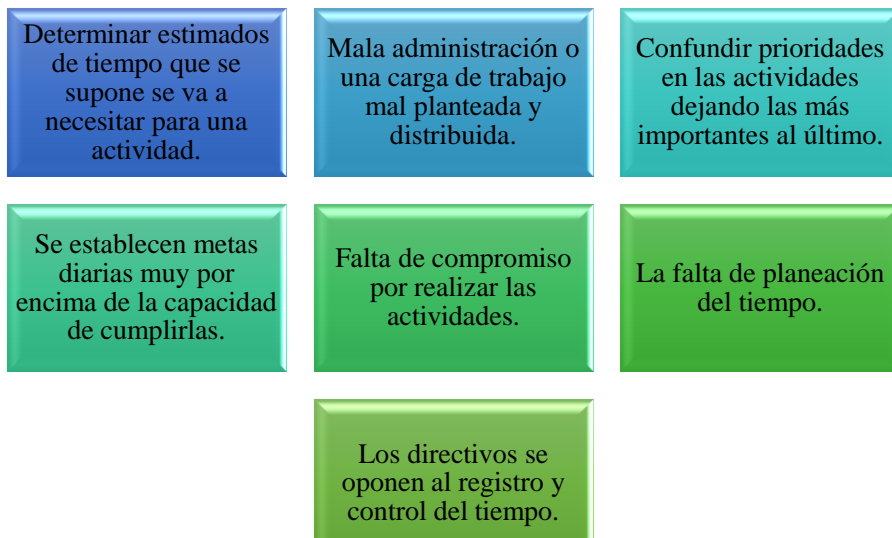 Determinar estimados
de tiempo que se
supone se va a
necesitar para una
actividad.
Mala administración o
una carga de trabajo
mal planteada y
distribuida.
Confundir prioridades
en las actividades
dejando las más
importantes al último.
Se establecen metas
diarias muy por
encima de la capacidad
de cumplirlas.
Falta de compromiso
por realizar las
actividades.
La falta de planeación
del tiempo.
Los directivos se
oponen al registro y
control del tiempo.